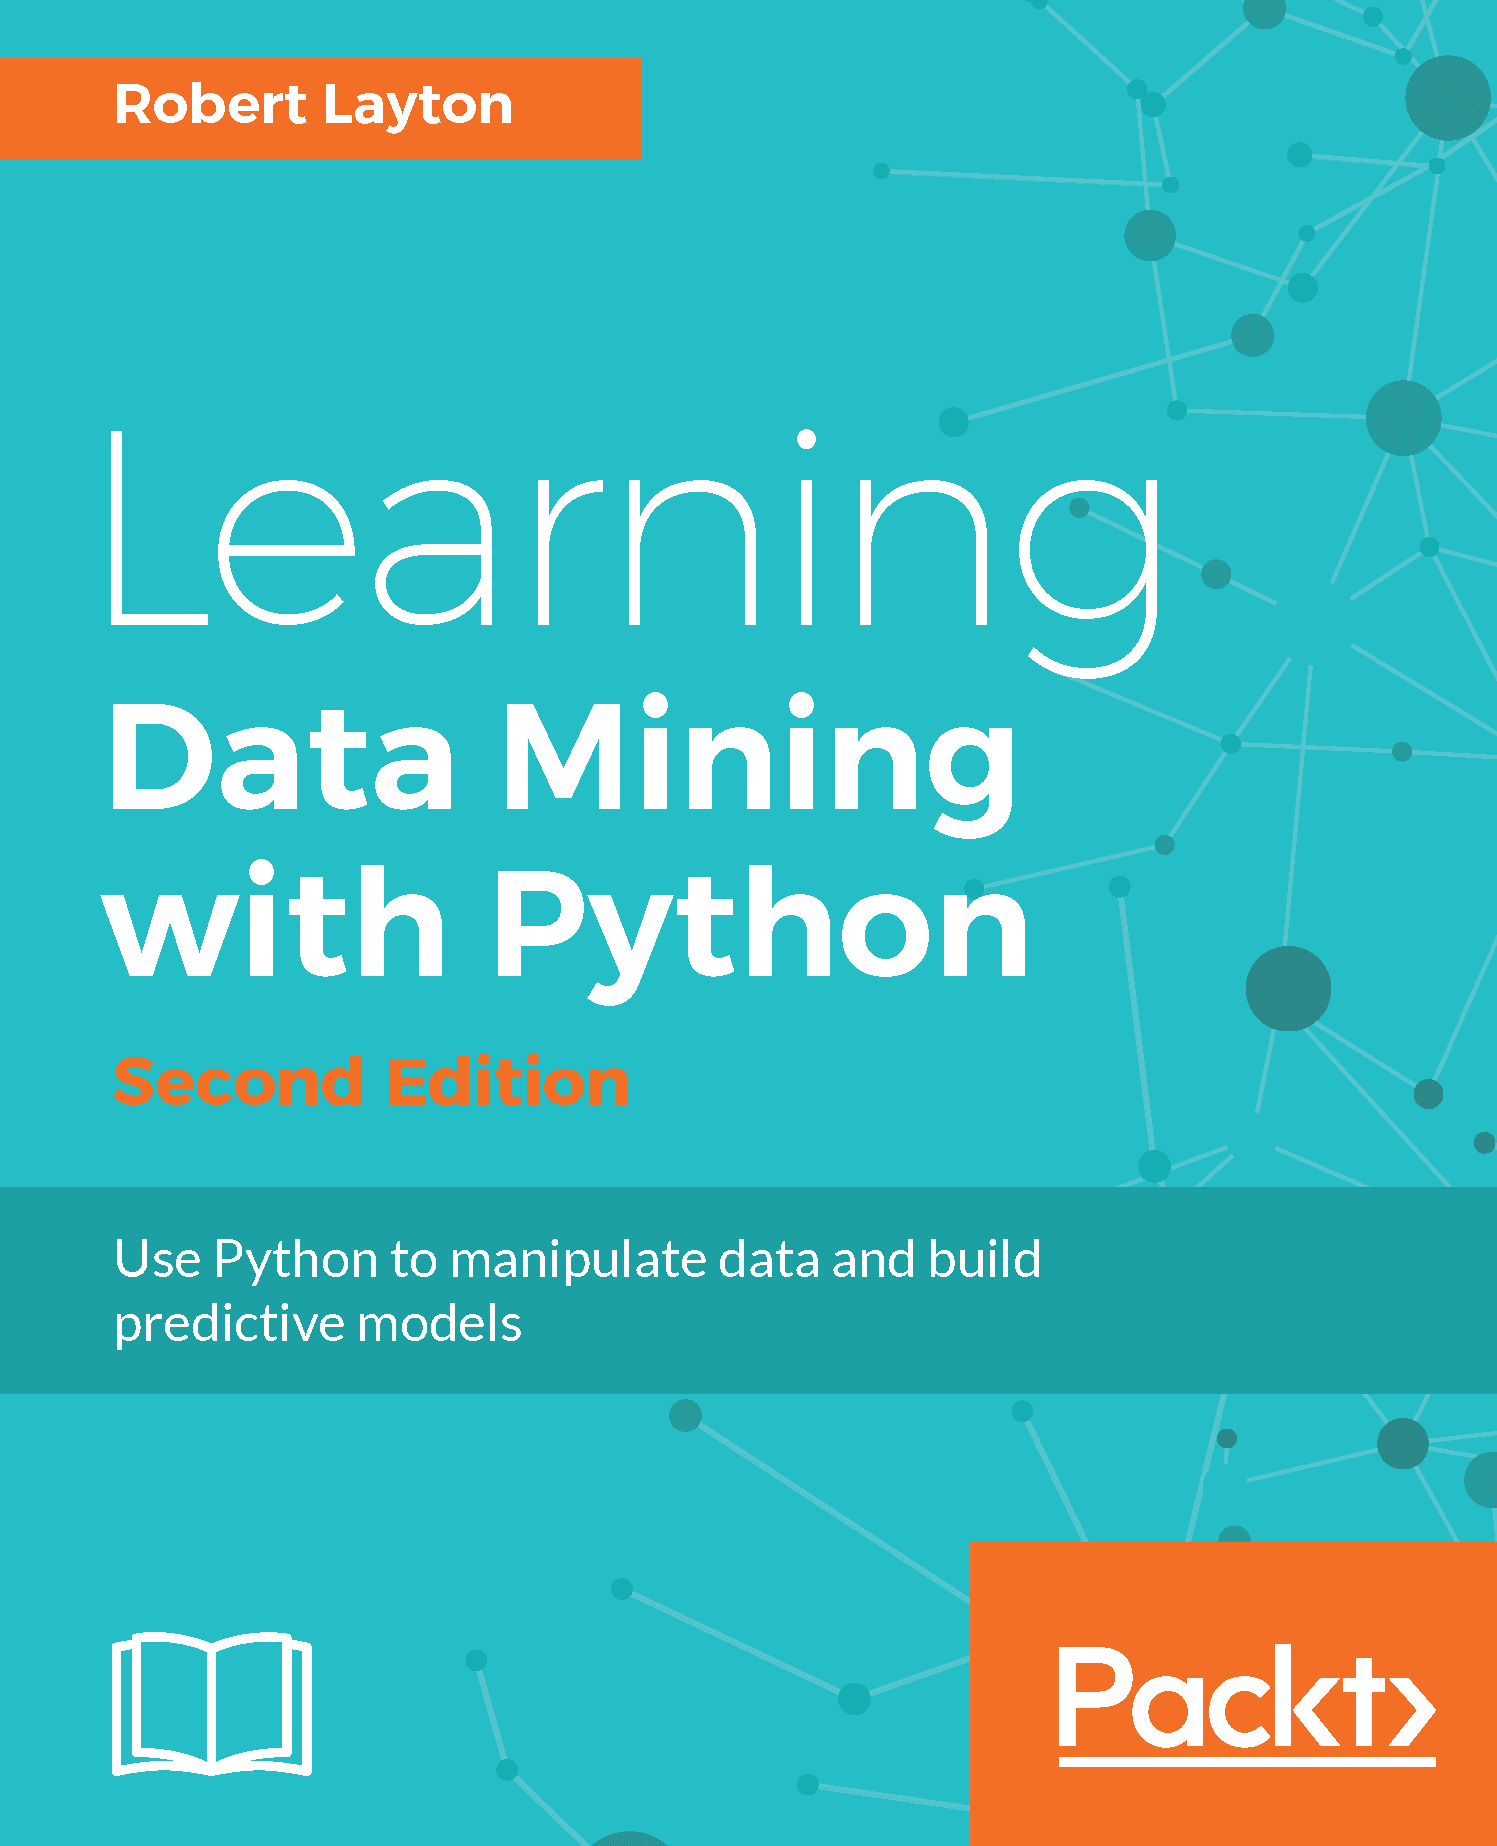 Robert Layton
Learning
Data Mining
with Python
Second Edition
Use Python to manipulate data and build
predictive models
Packt